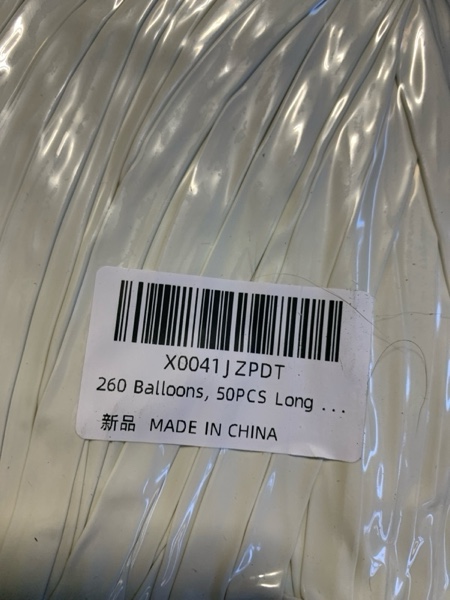 X0041JZPDT
260 Balloons, 50PCS Long ...
新品 MADE IN CHINA